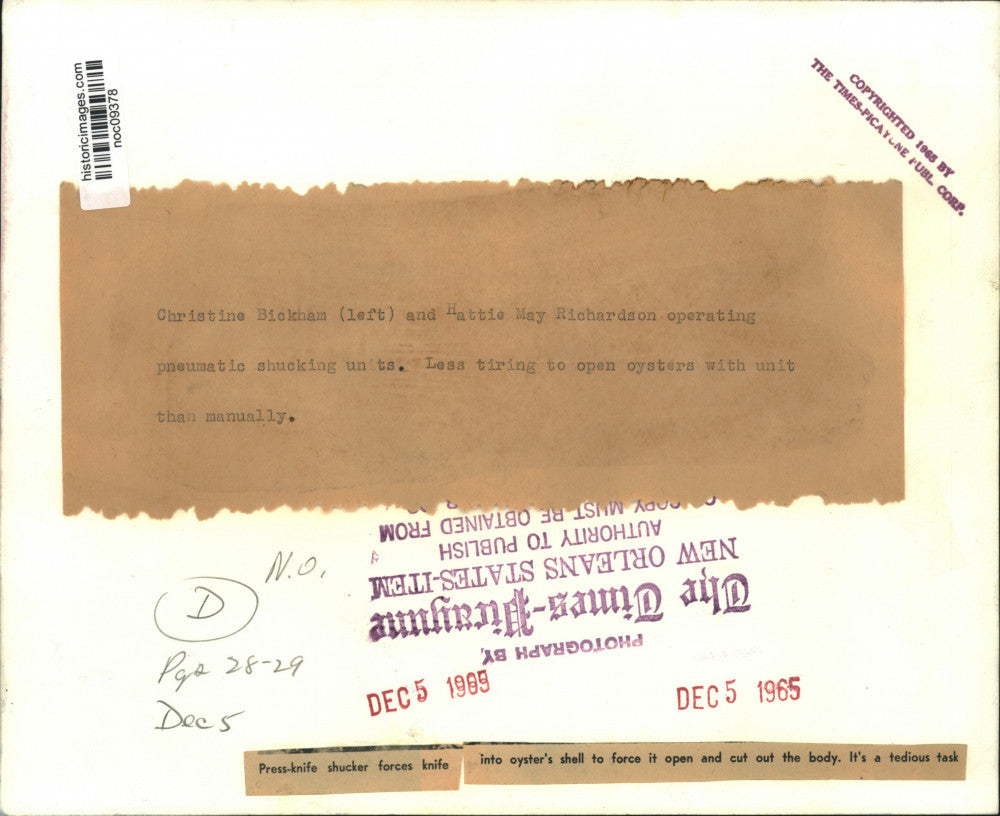 historicimages.com
noc09378
COPYRIGHTED 1965 BY
THE TIMES-PICAYUNE PUBL. CORP.
Christine Bickham (left) and Hattie May Richardson operating
pneumatic shucking units. Less tiring to open oysters with unit
than manually.
PHOTOGRAPH BY,
The Times-Picayune
NEW ORLEANS STATES-ITEM
AUTHORITY TO PUBLISH
COPY MUST BE OBTAINED FROM
N.O.
D
Pgs 28-29
Dec 5
DEC 5 1965
DEC 5 1965
Press-knife shucker forces knife into oyster's shell to force it open and cut out the body. It's a tedious task